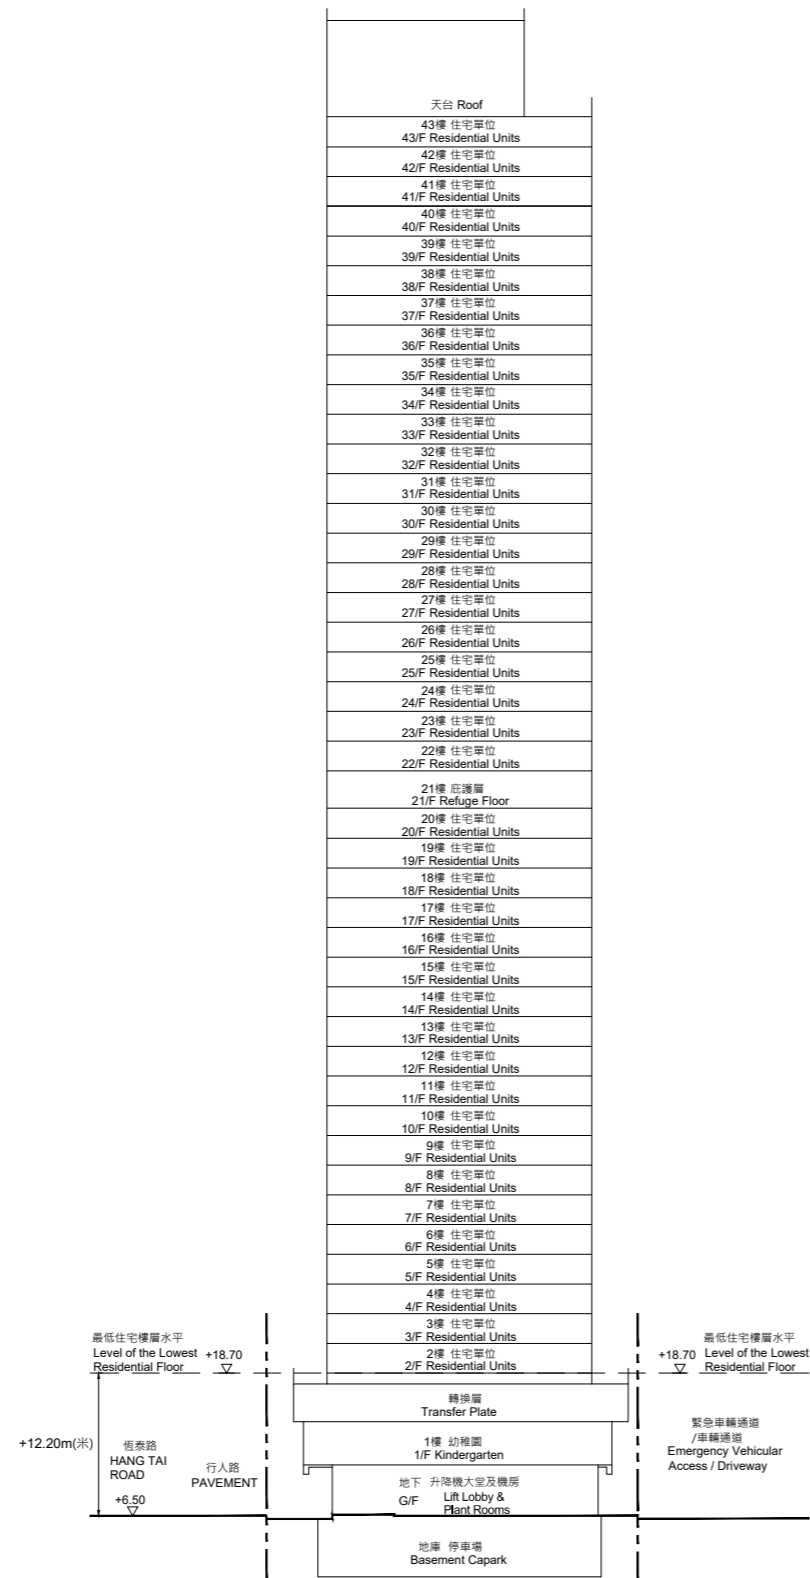 天台 Roof
43樓 住宅單位
43/F Residential Units
42樓 住宅單位
42/F Residential Units
41樓 住宅單位
41/F Residential Units
40樓 住宅單位
40/F Residential Units
39樓 住宅單位
39/F Residential Units
38樓 住宅單位
38/F Residential Units
37樓 住宅單位
37/F Residential Units
36樓 住宅單位
36/F Residential Units
35樓 住宅單位
35/F Residential Units
34樓 住宅單位
34/F Residential Units
33樓 住宅單位
33/F Residential Units
32樓 住宅單位
32/F Residential Units
31樓 住宅單位
31/F Residential Units
30樓 住宅單位
30/F Residential Units
29樓 住宅單位
29/F Residential Units
28樓 住宅單位
28/F Residential Units
27樓 住宅單位
27/F Residential Units
26樓 住宅單位
26/F Residential Units
25樓 住宅單位
25/F Residential Units
24樓 住宅單位
24/F Residential Units
23樓 住宅單位
23/F Residential Units
22樓 住宅單位
22/F Residential Units
21樓 庇護層
21/F Refuge Floor
20樓 住宅單位
20/F Residential Units
19樓 住宅單位
19/F Residential Units
18樓 住宅單位
18/F Residential Units
17樓 住宅單位
17/F Residential Units
16樓 住宅單位
16/F Residential Units
15樓 住宅單位
15/F Residential Units
14樓 住宅單位
14/F Residential Units
13樓 住宅單位
13/F Residential Units
12樓 住宅單位
12/F Residential Units
11樓 住宅單位
11/F Residential Units
10樓 住宅單位
10/F Residential Units
9樓 住宅單位
9/F Residential Units
8樓 住宅單位
8/F Residential Units
7樓 住宅單位
7/F Residential Units
6樓 住宅單位
6/F Residential Units
5樓 住宅單位
5/F Residential Units
4樓 住宅單位
4/F Residential Units
3樓 住宅單位
3/F Residential Units
2樓 住宅單位
2/F Residential Units
最低住宅樓層水平
Level of the Lowest
Residential Floor
+18.70
+18.70
最低住宅樓層水平
Level of the Lowest
Residential Floor
轉換層
Transfer Plate
1樓 幼稚園
1/F Kindergarten
+12.20m(米)
恆泰路
HANG TAI
ROAD
+6.50
行人路
PAVEMENT
地下 升降機大堂及機房
G/F Lift Lobby &
Plant Rooms
緊急車輛通道
/車輛通道
Emergency Vehicular
Access / Driveway
地庫 停車場
Basement Capark